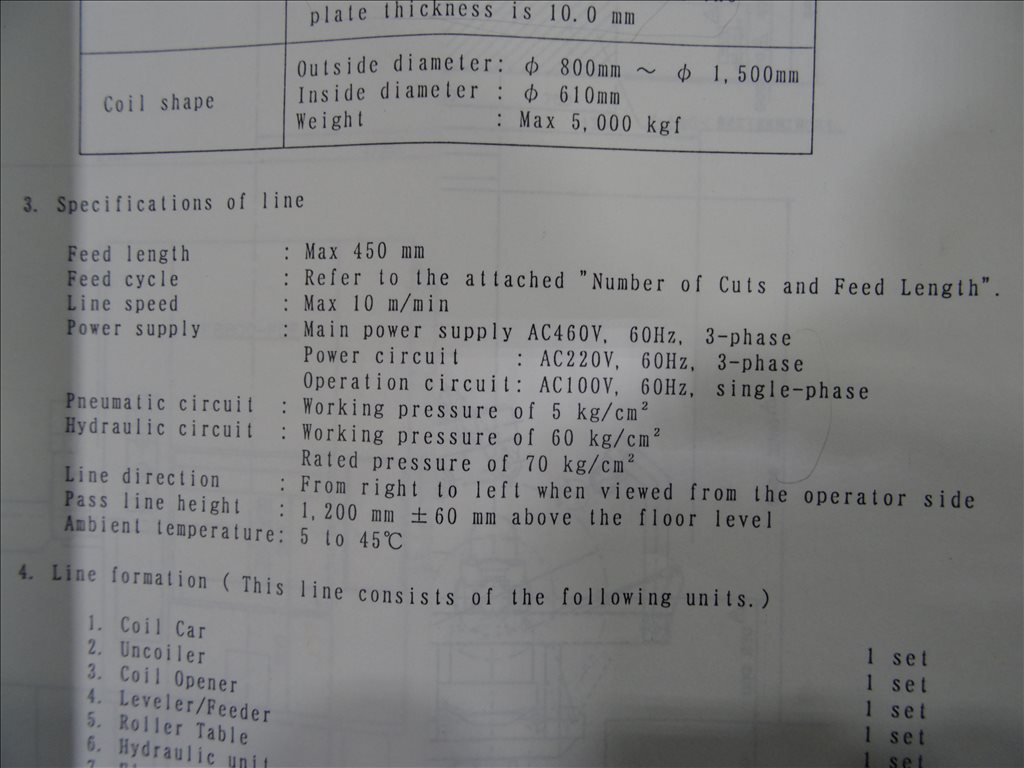 plate thickness is 10.0 mm
Coil shape
Outside diameter: φ 800mm ～ φ 1,500mm
Inside diameter : φ 610mm
Weight : Max 5,000 kgf
3. Specifications of line
Feed length : Max 450 mm
Feed cycle : Refer to the attached "Number of Cuts and Feed Length".
Line speed : Max 10 m/min
Power supply : Main power supply AC460V, 60Hz, 3-phase
Power circuit : AC220V, 60Hz, 3-phase
Operation circuit: AC100V, 60Hz, single-phase
Pneumatic circuit : Working pressure of 5 kg/cm²
Hydraulic circuit : Working pressure of 60 kg/cm²
Rated pressure of 70 kg/cm²
Line direction : From right to left when viewed from the operator side
Pass line height : 1,200 mm ±60 mm above the floor level
Ambient temperature: 5 to 45℃
4. Line formation ( This line consists of the following units.)
1. Coil Car 1 set
2. Uncoiler 1 set
3. Coil Opener 1 set
4. Leveler/Feeder 1 set
5. Roller Table 1 set
6. Hydraulic unit